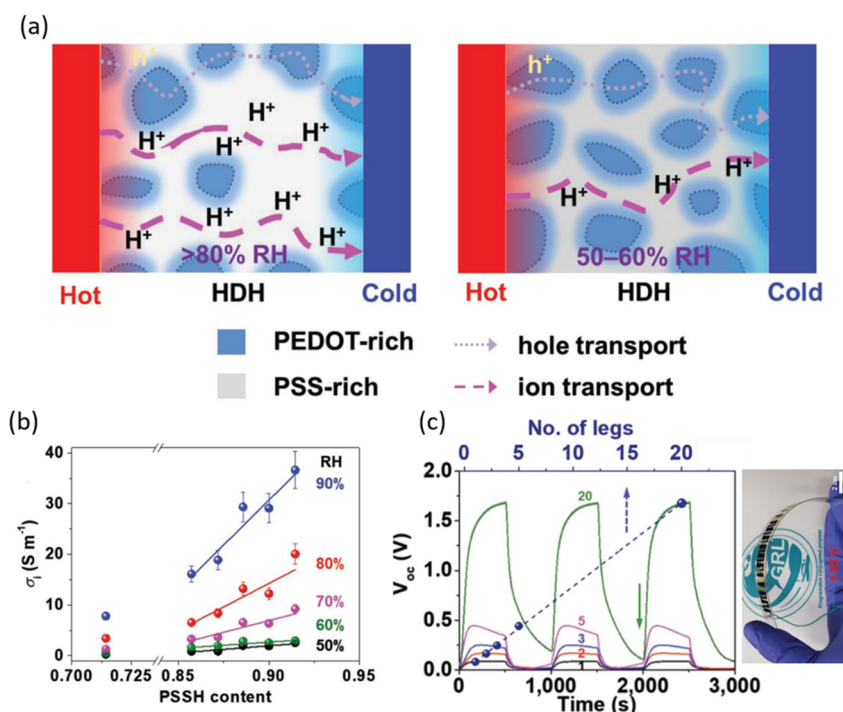 (a)
h+
H+
H+
H+
H+
H+
H+
H+
H+
>80% RH
Hot HDH Cold
h+
H+
H+
H+
50–60% RH
Hot HDH Cold
PEDOT-rich
hole transport
PSS-rich
ion transport
(b)
40
30
20
10
0
σi (S m-1)
RH
90%
80%
70%
60%
50%
0.700 0.725 0.85 0.90 0.95
PSSH content
(c)
No. of legs
0 5 10 15 20
2.0
1.5
1.0
0.5
0.0
Voc (V)
20
5
3
2
1
0 1,000 2,000 3,000
Time (s)
GRL
Programmable conjugated polymer